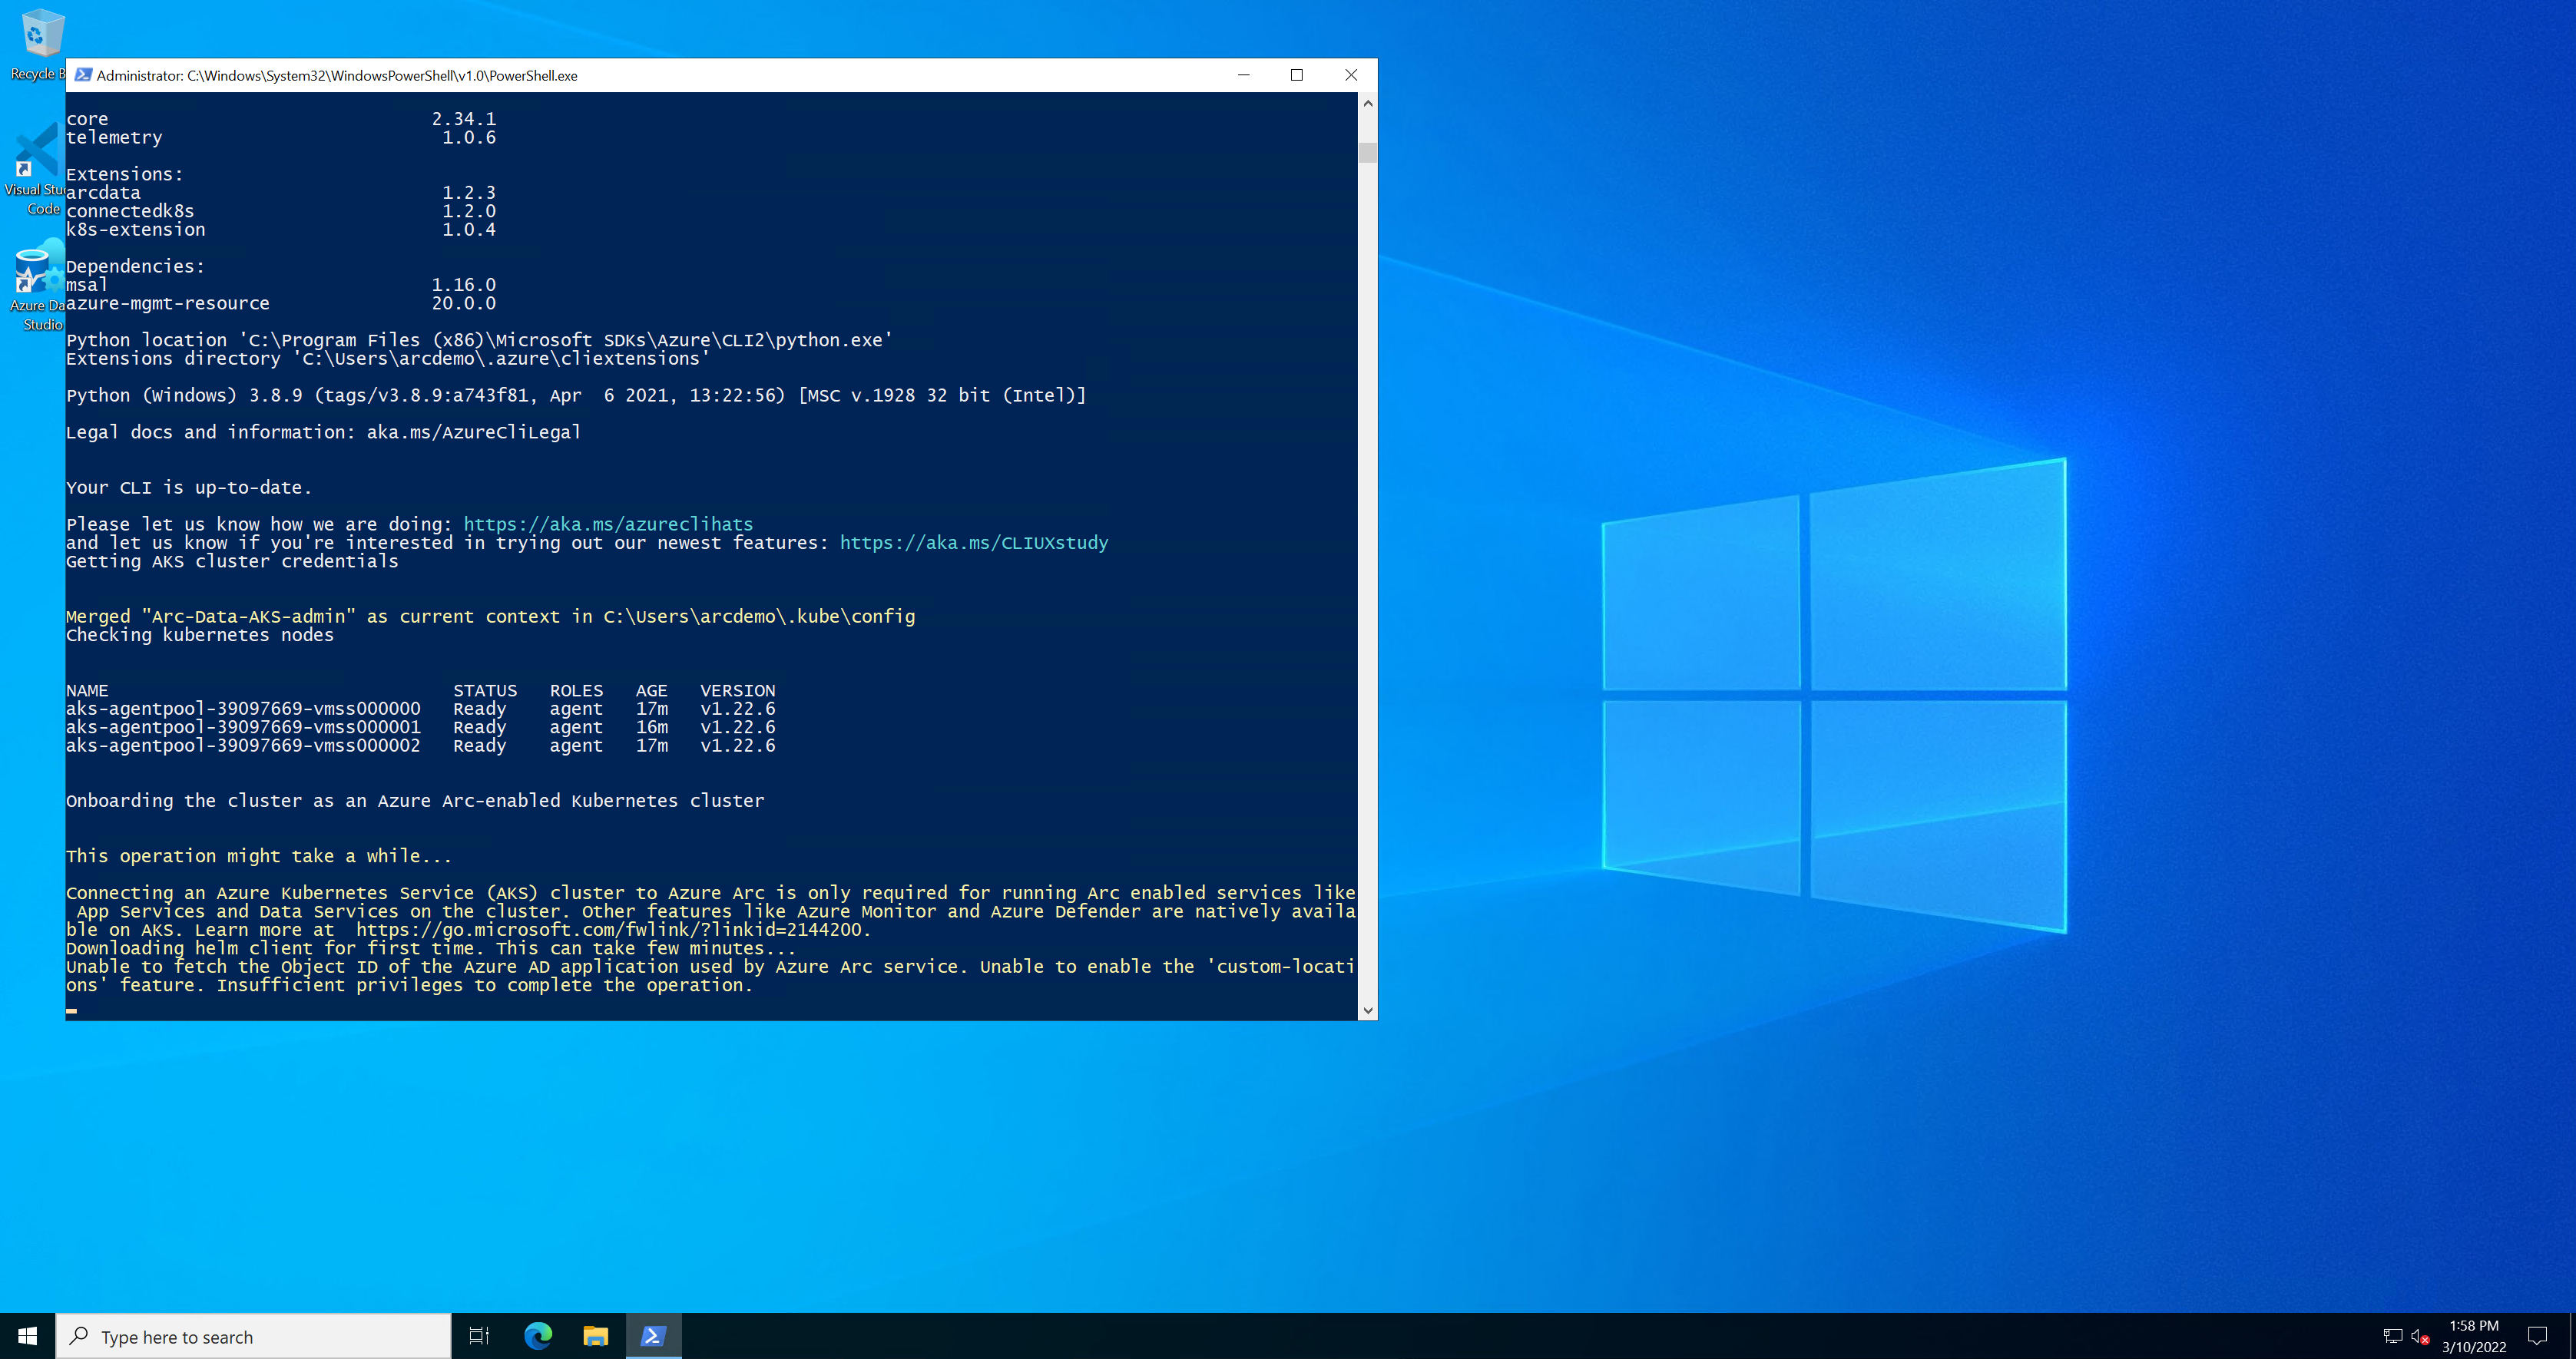 Recycle B
Visual Stu
Code
Azure Da
Studio
Administrator: C:\Windows\System32\WindowsPowerShell\v1.0\PowerShell.exe
core 2.34.1
telemetry 1.0.6
Extensions:
arcdata 1.2.3
connectedk8s 1.2.0
k8s-extension 1.0.4
Dependencies:
msal 1.16.0
azure-mgmt-resource 20.0.0
Python location 'C:\Program Files (x86)\Microsoft SDKs\Azure\CLI2\python.exe'
Extensions directory 'C:\Users\arcdemo\.azure\cliextensions'
Python (Windows) 3.8.9 (tags/v3.8.9:a743f81, Apr  6 2021, 13:22:56) [MSC v.1928 32 bit (Intel)]
Legal docs and information: aka.ms/AzureCliLegal
Your CLI is up-to-date.
Please let us know how we are doing: https://aka.ms/azureclihats
and let us know if you're interested in trying out our newest features: https://aka.ms/CLIUXstudy
Getting AKS cluster credentials
Merged "Arc-Data-AKS-admin" as current context in C:\Users\arcdemo\.kube\config
Checking kubernetes nodes
NAME STATUS ROLES AGE VERSION
aks-agentpool-39097669-vmss000000 Ready agent 17m v1.22.6
aks-agentpool-39097669-vmss000001 Ready agent 16m v1.22.6
aks-agentpool-39097669-vmss000002 Ready agent 17m v1.22.6
Onboarding the cluster as an Azure Arc-enabled Kubernetes cluster
This operation might take a while...
Connecting an Azure Kubernetes Service (AKS) cluster to Azure Arc is only required for running Arc enabled services like
 App Services and Data Services on the cluster. Other features like Azure Monitor and Azure Defender are natively availa
ble on AKS. Learn more at  https://go.microsoft.com/fwlink/?linkid=2144200.
Downloading helm client for first time. This can take few minutes...
Unable to fetch the Object ID of the Azure AD application used by Azure Arc service. Unable to enable the 'custom-locati
ons' feature. Insufficient privileges to complete the operation.
Type here to search
1:58 PM
3/10/2022